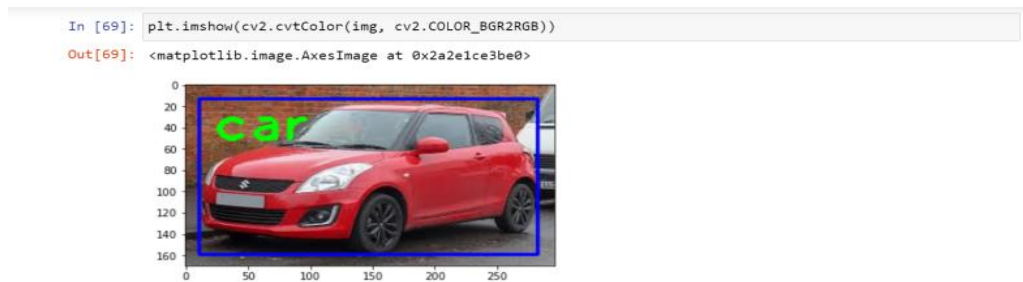 In [69]: plt.imshow(cv2.cvtColor(img, cv2.COLOR_BGR2RGB))
Out[69]: <matplotlib.image.AxesImage at 0x2a2e1ce3be0>
0
20
40
60
80
100
120
140
160
car
0 50 100 150 200 250